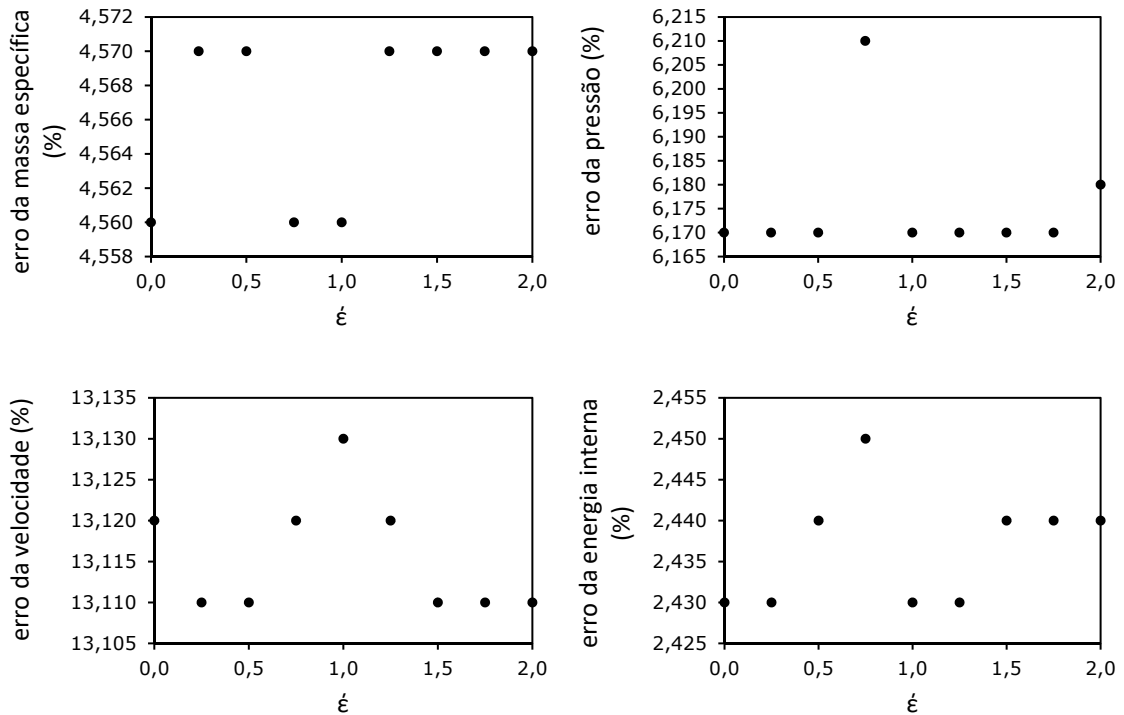 erro da massa específica
(%)
4,572
4,570
4,568
4,566
4,564
4,562
4,560
4,558
0,0 0,5 1,0 1,5 2,0
έ
erro da pressão (%)
6,215
6,210
6,205
6,200
6,195
6,190
6,185
6,180
6,175
6,170
6,165
0,0 0,5 1,0 1,5 2,0
έ
erro da velocidade (%)
13,135
13,130
13,125
13,120
13,115
13,110
13,105
0,0 0,5 1,0 1,5 2,0
έ
erro da energia interna
(%)
2,455
2,450
2,445
2,440
2,435
2,430
2,425
0,0 0,5 1,0 1,5 2,0
έ